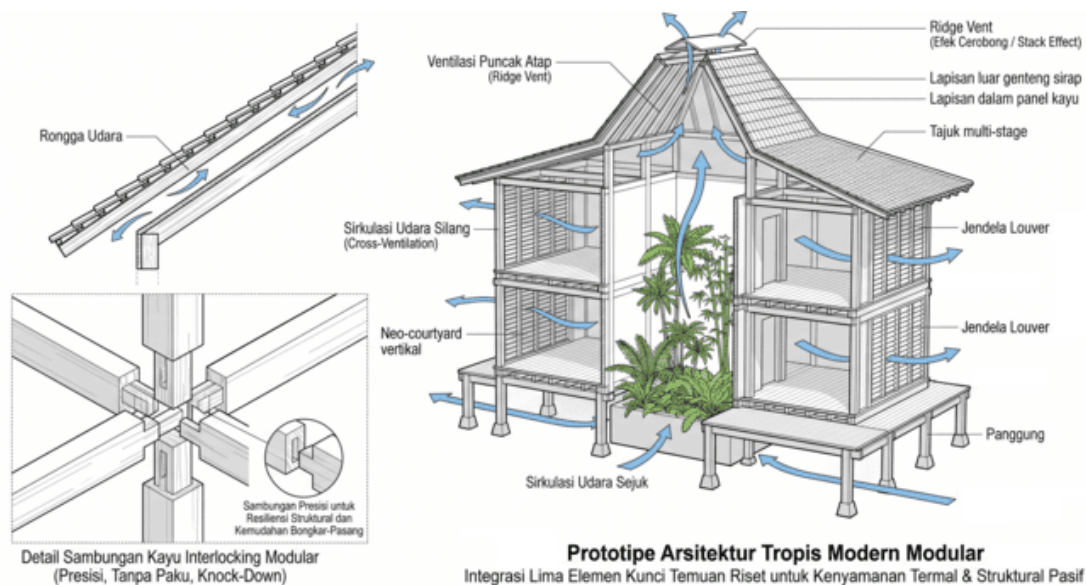 Rongga Udara
Detail Sambungan Kayu Interlocking Modular
(Presisi, Tanpa Paku, Knock-Down)
Sambungan Presisi untuk
Resiliensi Struktural dan
Kemudahan Bongkar-Pasang
Ventilasi Puncak Atap
(Ridge Vent)
Ridge Vent
(Efek Cerobong / Stack Effect)
Lapisan luar genteng sirap
Lapisan dalam panel kayu
Tajuk multi-stage
Sirkulasi Udara Silang
(Cross-Ventilation)
Jendela Louver
Neo-courtyard
vertikal
Jendela Louver
Panggung
Sirkulasi Udara Sejuk
Prototipe Arsitektur Tropis Modern Modular
Integrasi Lima Elemen Kunci Temuan Riset untuk Kenyamanan Termal & Struktural Pasif